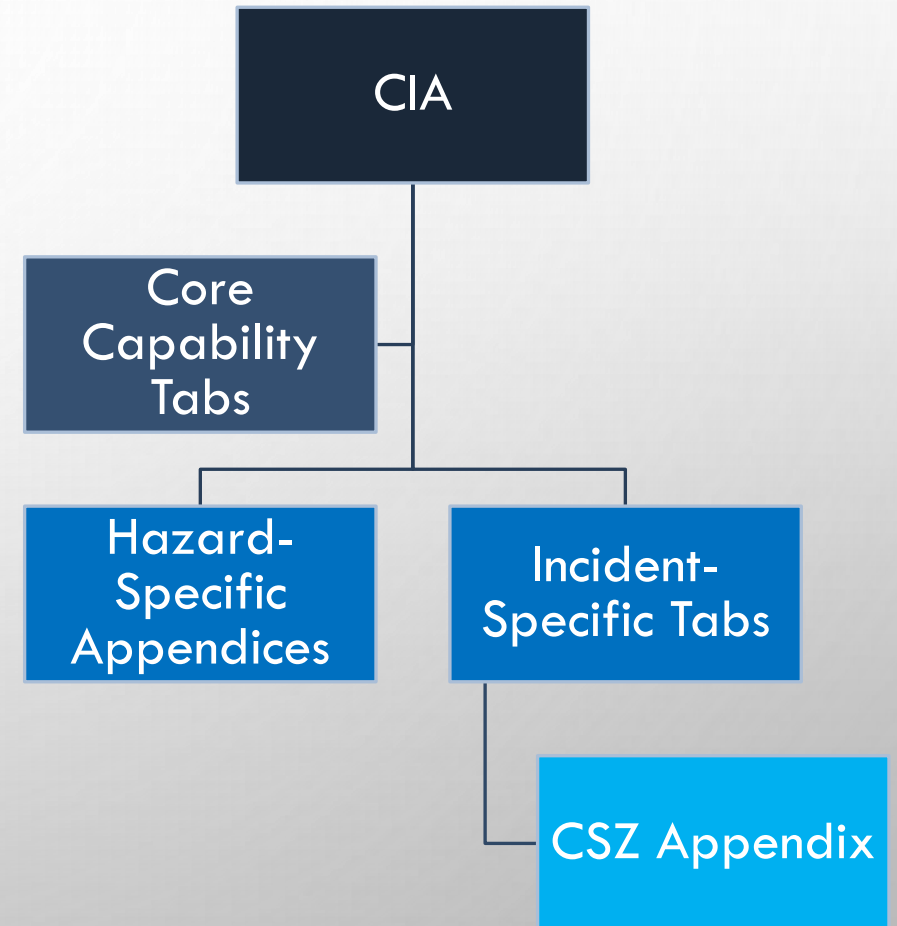 CIA
Core
Capability
Tabs
Hazard-
Specific
Appendices
Incident-
Specific Tabs
CSZ Appendix